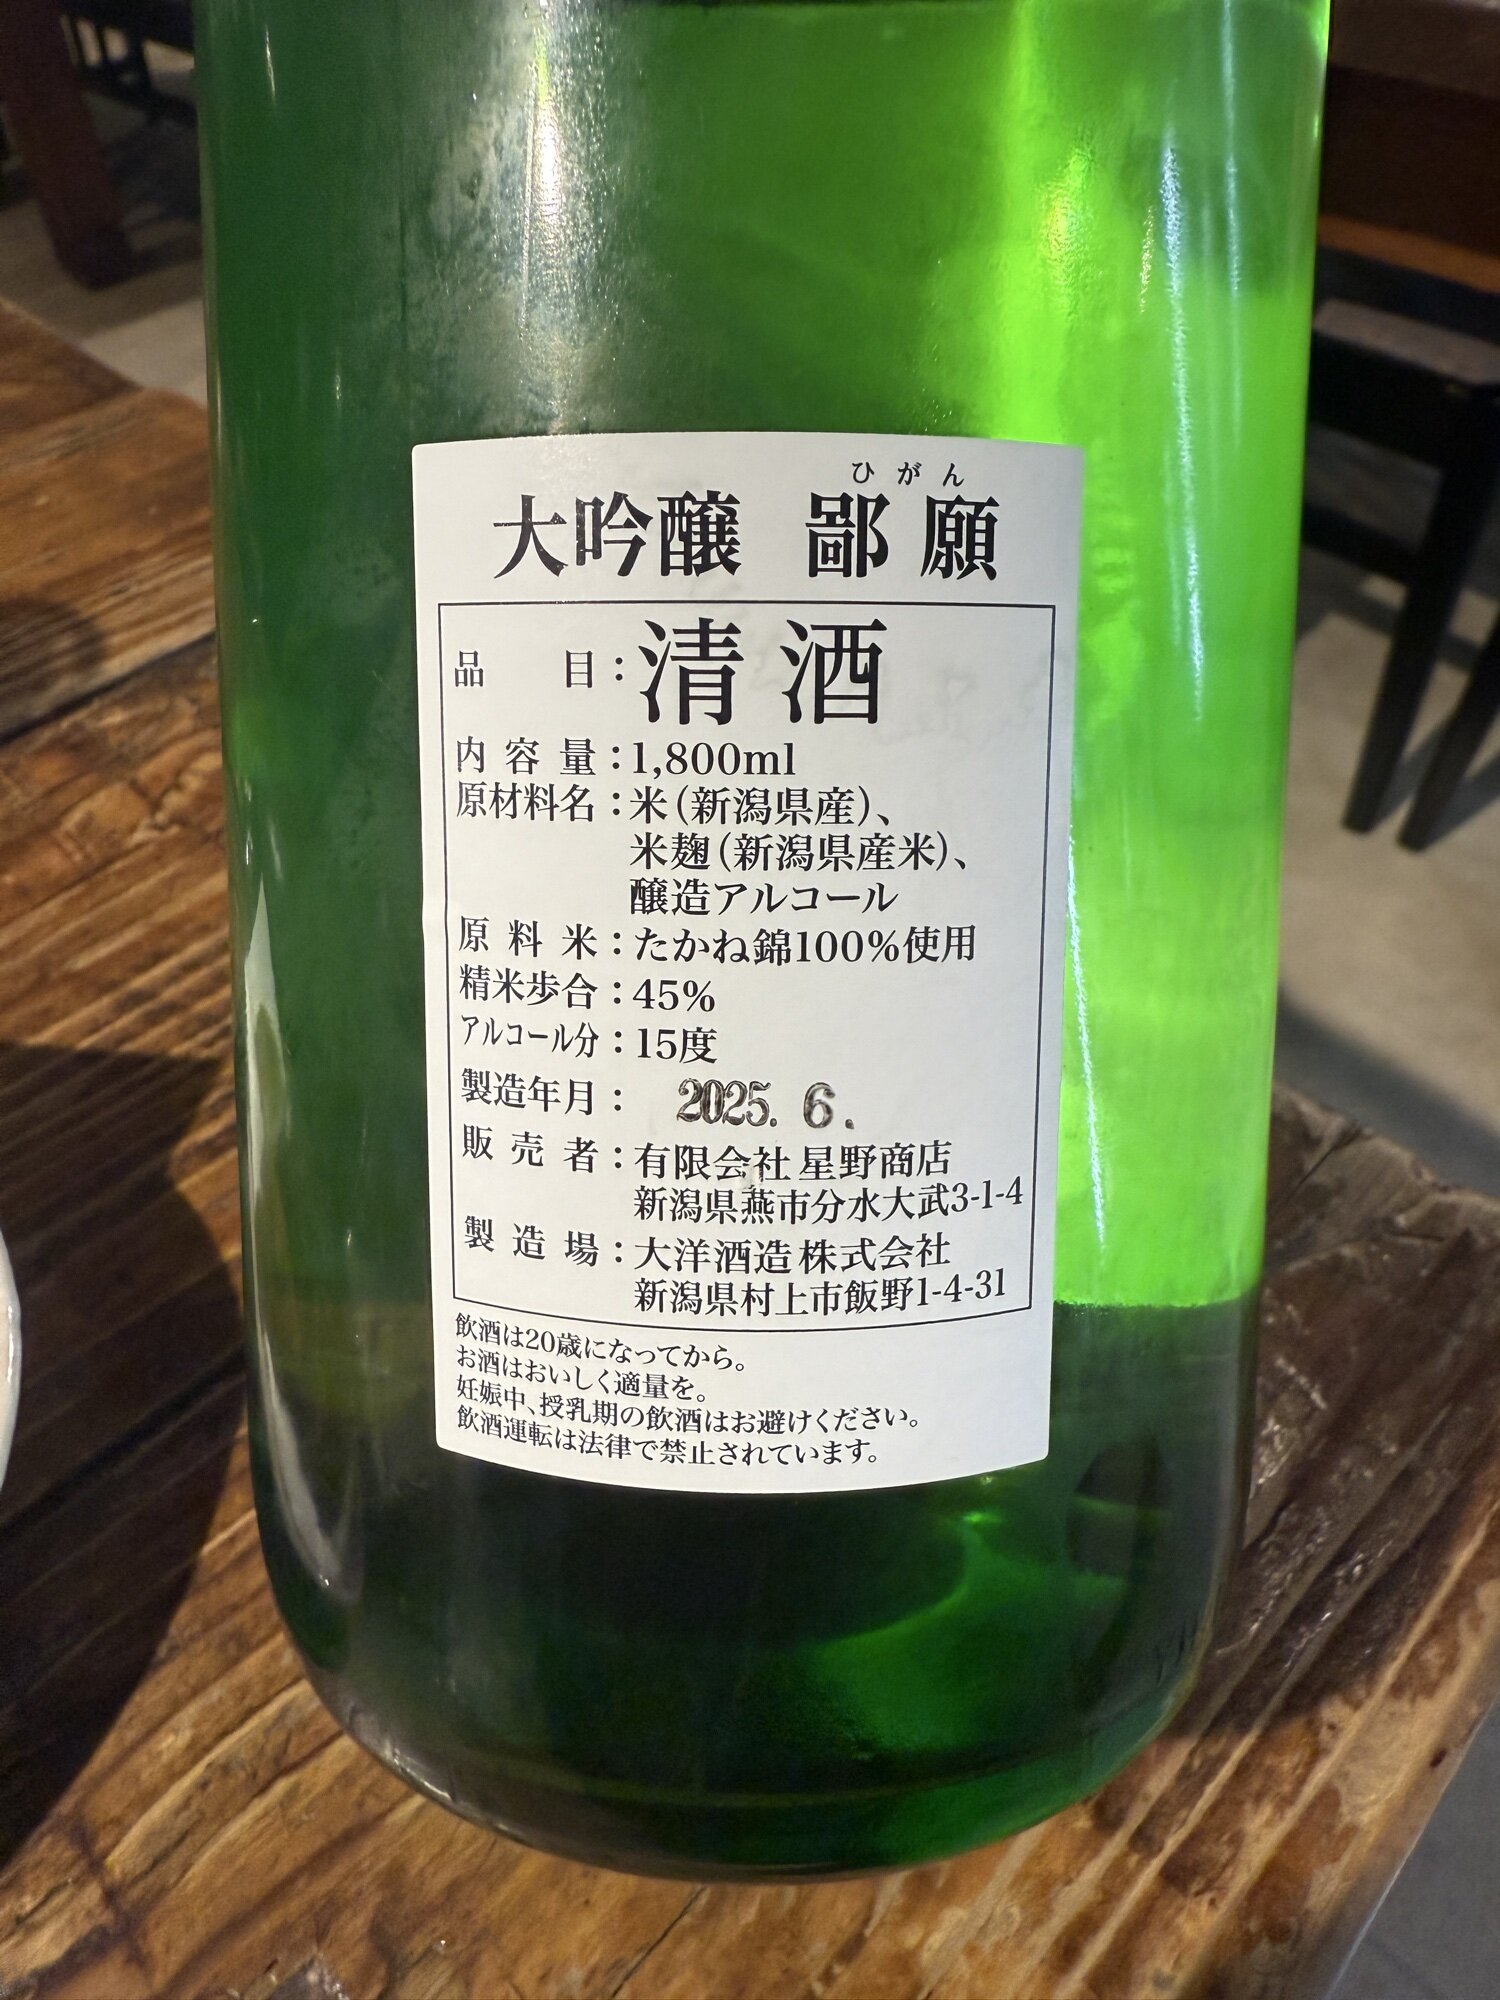 ひがん
大吟醸 鄙願
品目：清酒
内容量：1,800ml
原材料名：米（新潟県産）、
米麹（新潟県産米）、
醸造アルコール
原料米：たかね錦100%使用
精米歩合：45%
アルコール分：15度
製造年月： 2025. 6.
販売者：有限会社 星野商店
新潟県燕市分水大武3-1-4
製造場：大洋酒造株式会社
新潟県村上市飯野1-4-31
飲酒は20歳になってから。
お酒はおいしく適量を。
妊娠中、授乳期の飲酒はお避けください。
飲酒運転は法律で禁止されています。